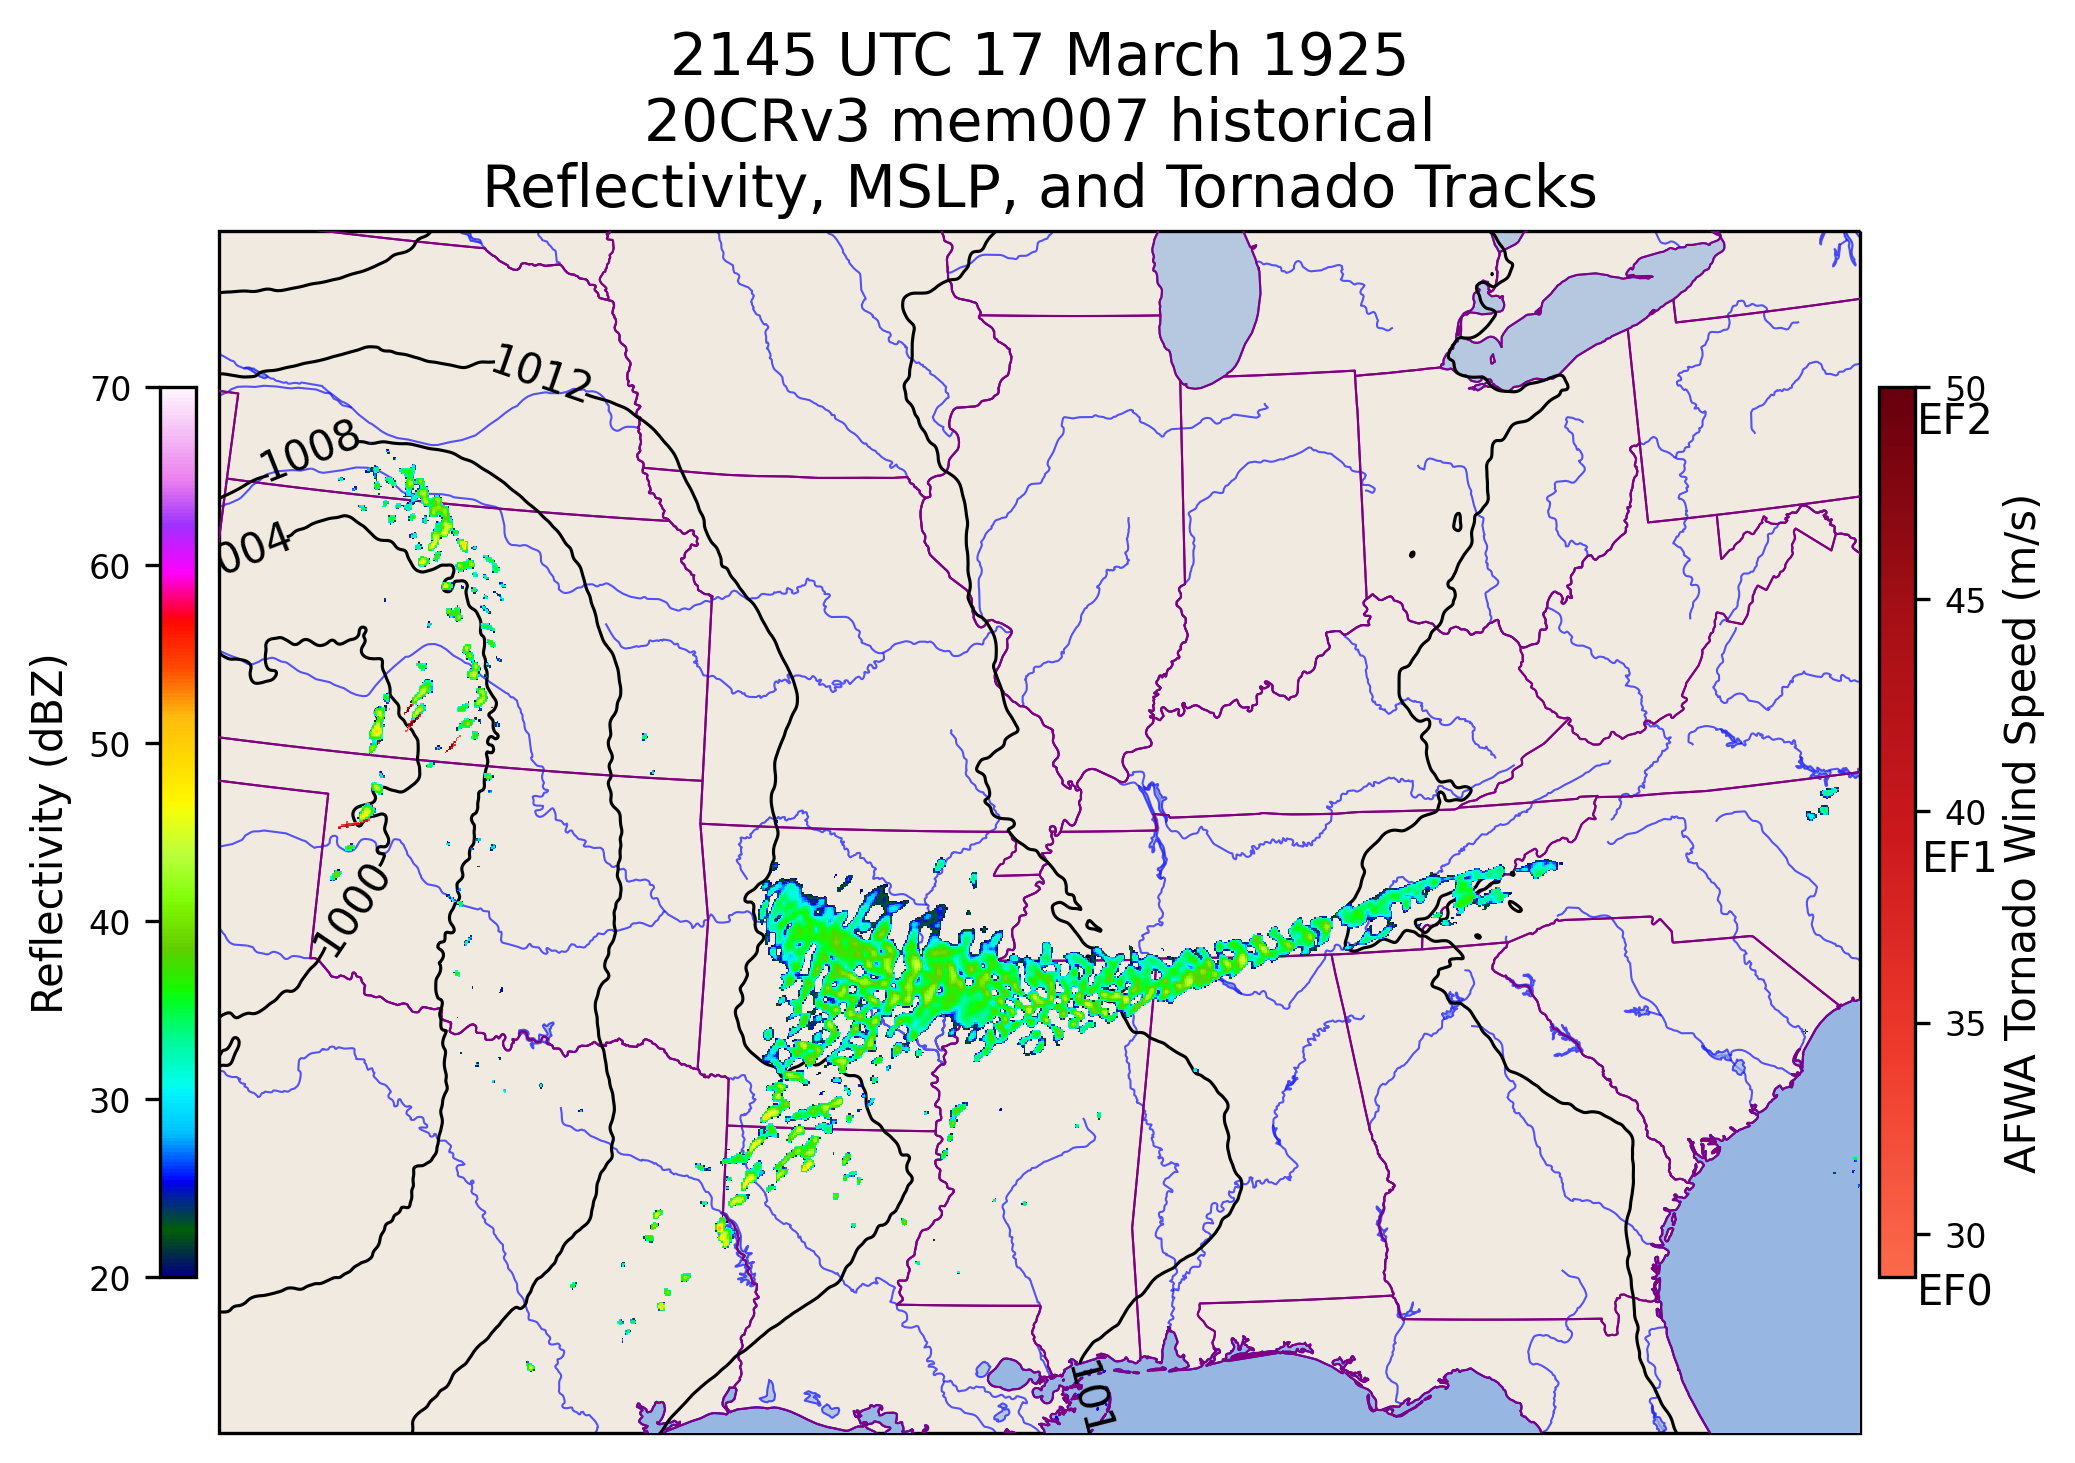 2145 UTC 17 March 1925
20CRv3 mem007 historical
Reflectivity, MSLP, and Tornado Tracks
1012
1008
004
1000
101
70
60
50
40
30
20
Reflectivity (dBZ)
50
EF2
45
40
EF1
35
30
EF0
AFWA Tornado Wind Speed (m/s)